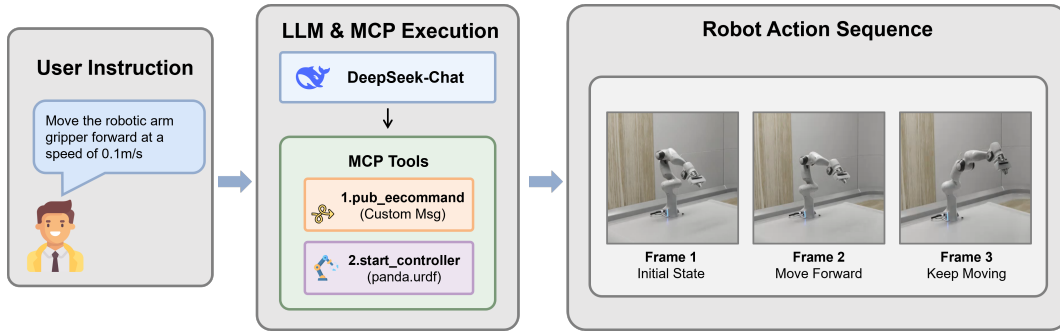 User Instruction
Move the robotic arm
gripper forward at a
speed of 0.1m/s
LLM & MCP Execution
DeepSeek-Chat
MCP Tools
1.pub_eecommand
(Custom Msg)
2.start_controller
(panda.urdf)
Robot Action Sequence
Frame 1
Initial State
Frame 2
Move Forward
Frame 3
Keep Moving